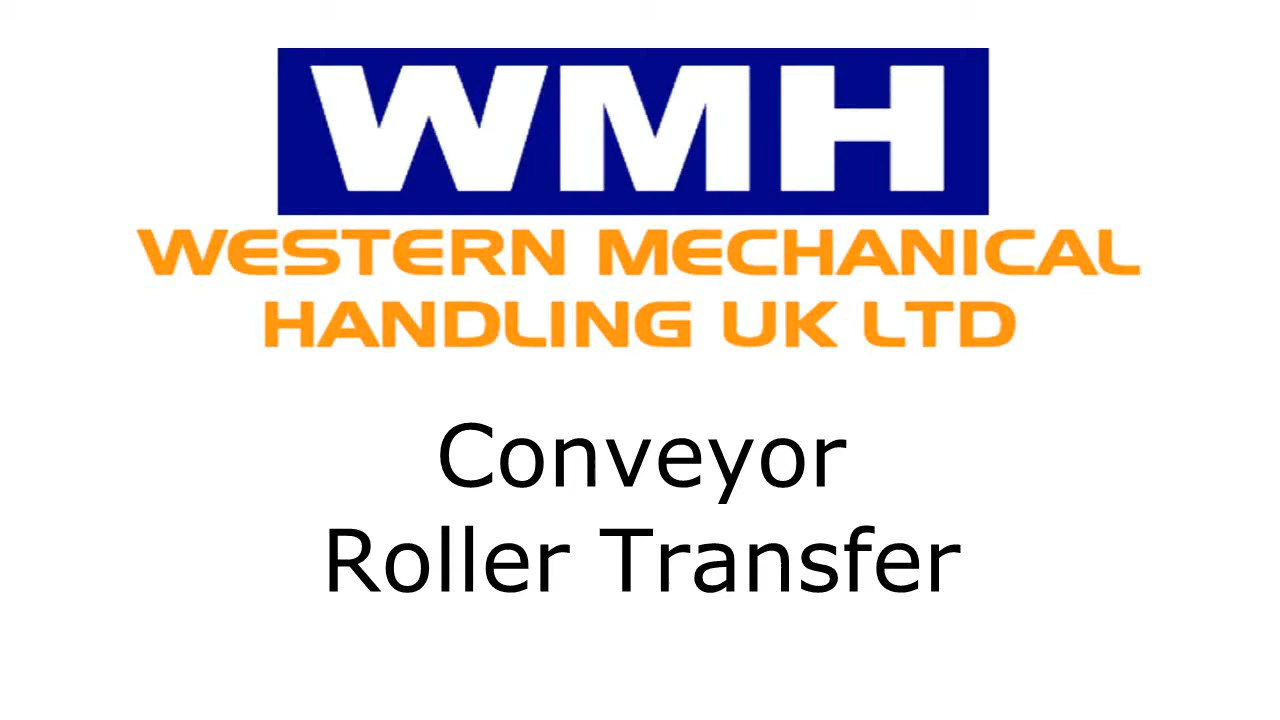 WMH
WESTERN MECHANICAL
HANDLING UK LTD
Conveyor
Roller Transfer